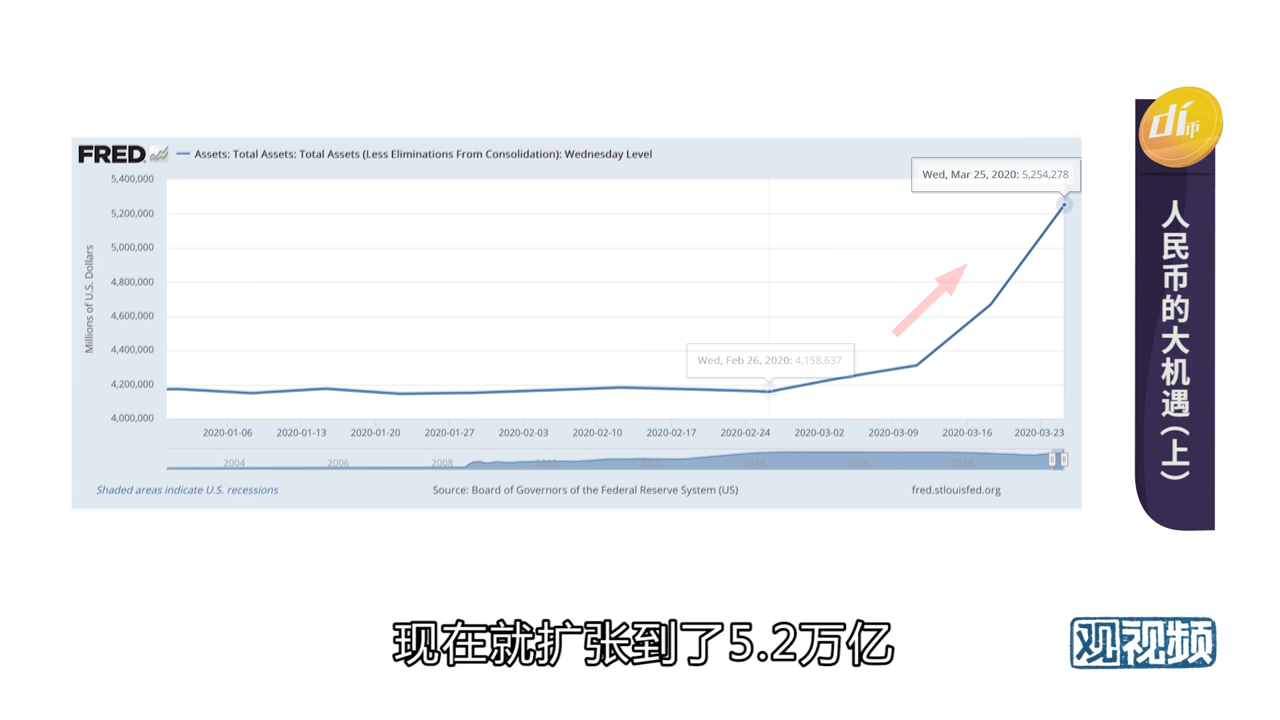 di币
人民币的大机遇（上）
FRED
Assets: Total Assets: Total Assets (Less Eliminations From Consolidation): Wednesday Level
Wed, Mar 25, 2020: 5,254,278
Millions of U.S. Dollars
5,400,000
5,200,000
5,000,000
4,800,000
4,600,000
4,400,000
4,200,000
4,000,000
Wed, Feb 26, 2020: 4,158,637
2020-01-06 2020-01-13 2020-01-20 2020-01-27 2020-02-03 2020-02-10 2020-02-17 2020-02-24 2020-03-02 2020-03-09 2020-03-16 2020-03-23
2004 2006 2008 2010 2012 2014 2016 2018
Shaded areas indicate U.S. recessions
Source: Board of Governors of the Federal Reserve System (US)
fred.stlouisfed.org
现在就扩张到了5.2万亿
观视频